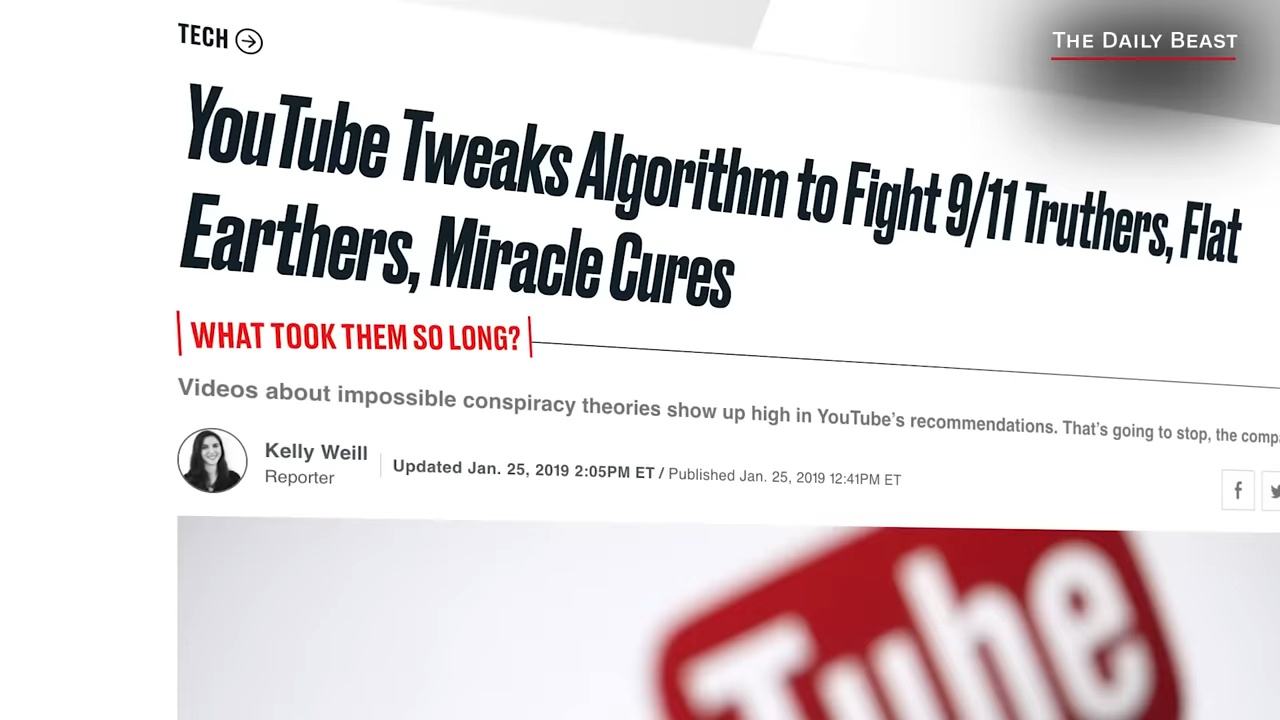 THE DAILY BEAST
TECH
YouTube Tweaks Algorithm to Fight 9/11 Truthers, Flat
Earthers, Miracle Cures
WHAT TOOK THEM SO LONG?
Videos about impossible conspiracy theories show up high in YouTube's recommendations. That's going to stop, the
Kelly Weill
Reporter
Updated Jan. 25, 2019 2:05PM ET / Published Jan. 25, 2019 12:41PM ET
Tube